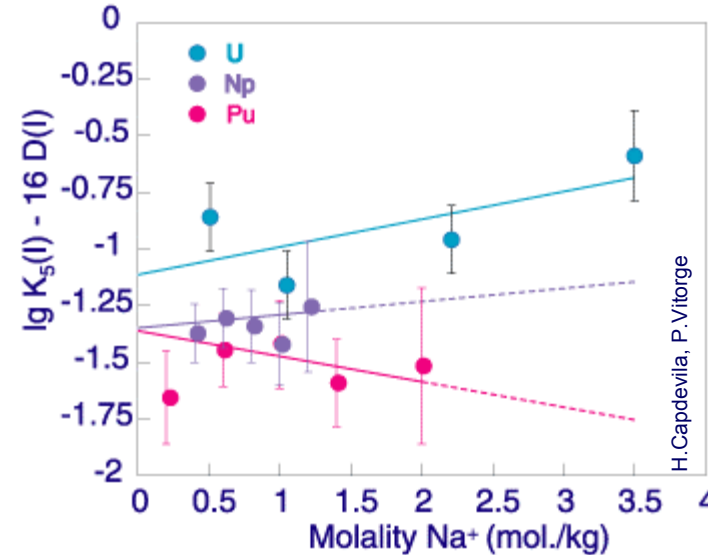 0
-0.25
-0.5
-0.75
-1
-1.25
-1.5
-1.75
-2
lg K₅(I) - 16 D(I)
U
Np
Pu
H.Capdevila, P.Vitorge
0 0.5 1 1.5 2 2.5 3 3.5 4
Molality Na⁺ (mol./kg)